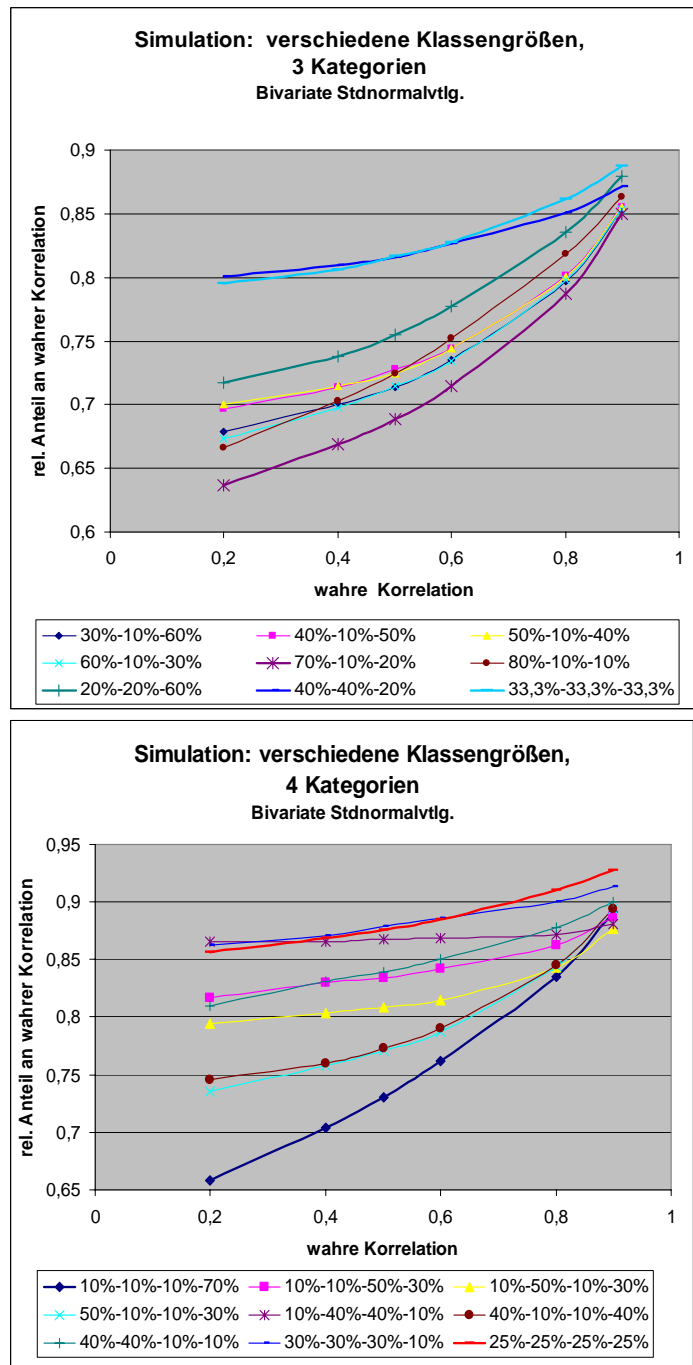 Simulation: verschiedene Klassengrößen,
3 Kategorien
Bivariate Stdnormalvtlg.
0,9
0,85
0,8
0,75
0,7
0,65
0,6
rel. Anteil an wahrer Korrelation
0 0,2 0,4 0,6 0,8 1
wahre Korrelation
30%-10%-60% 40%-10%-50% 50%-10%-40%
60%-10%-30% 70%-10%-20% 80%-10%-10%
20%-20%-60% 40%-40%-20% 33,3%-33,3%-33,3%
Simulation: verschiedene Klassengrößen,
4 Kategorien
Bivariate Stdnormalvtlg.
0,95
0,9
0,85
0,8
0,75
0,7
0,65
rel. Anteil an wahrer Korrelation
0 0,2 0,4 0,6 0,8 1
wahre Korrelation
10%-10%-10%-70% 10%-10%-50%-30% 10%-50%-10%-30%
50%-10%-10%-30% 10%-40%-40%-10% 40%-10%-10%-40%
40%-40%-10%-10% 30%-30%-30%-10% 25%-25%-25%-25%